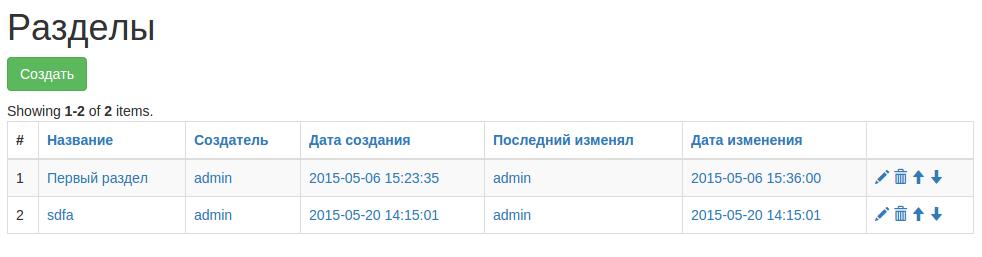 Разделы
Создать
Showing 1-2 of 2 items.
# Название Создатель Дата создания Последний изменял Дата изменения
1 Первый раздел admin 2015-05-06 15:23:35 admin 2015-05-06 15:36:00
2 sdfa admin 2015-05-20 14:15:01 admin 2015-05-20 14:15:01